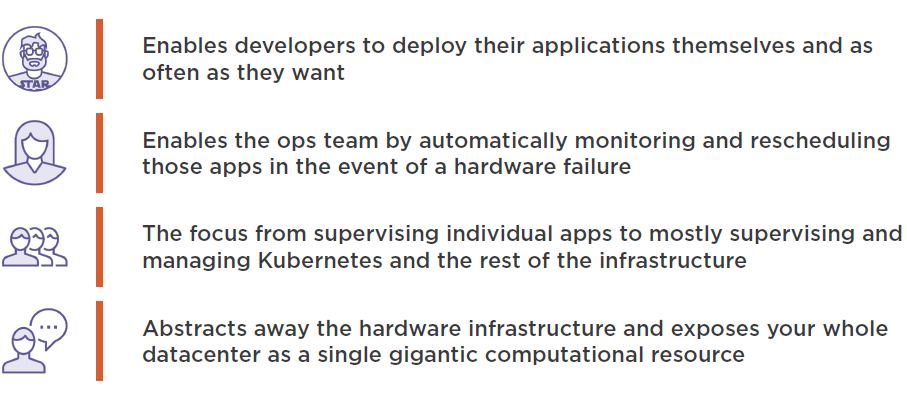 STAR
Enables developers to deploy their applications themselves and as
often as they want
Enables the ops team by automatically monitoring and rescheduling
those apps in the event of a hardware failure
The focus from supervising individual apps to mostly supervising and
managing Kubernetes and the rest of the infrastructure
Abstracts away the hardware infrastructure and exposes your whole
datacenter as a single gigantic computational resource